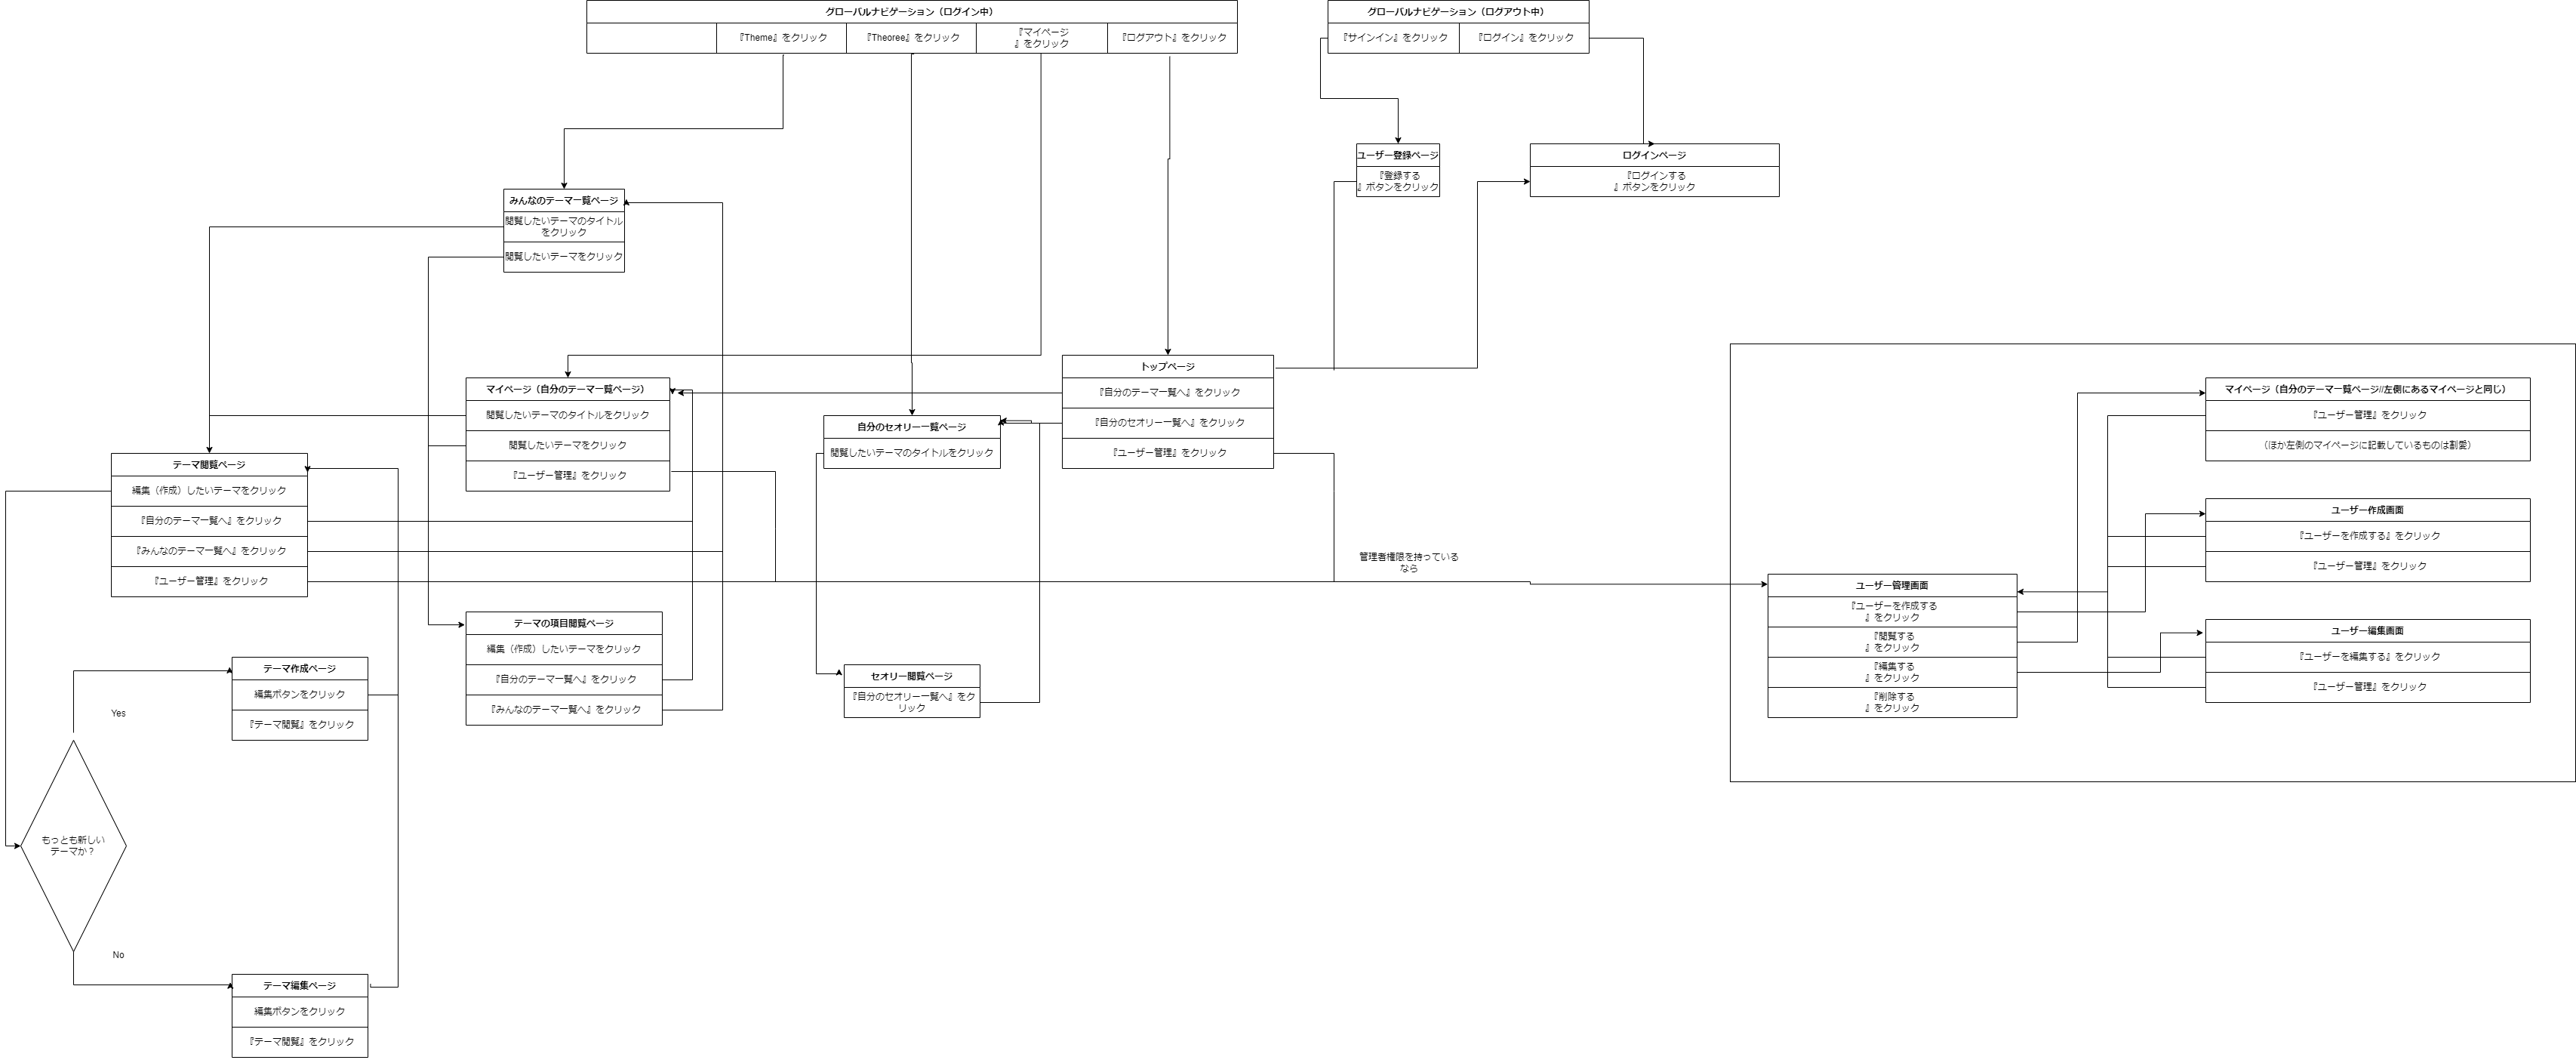 グローバルナビゲーション（ログイン中）
『Theme』をクリック
『Theoree』をクリック
『マイページ
』をクリック
『ログアウト』をクリック
グローバルナビゲーション（ログアウト中）
『サインイン』をクリック
『ログイン』をクリック
ユーザー登録ページ
『登録する
』ボタンをクリック
ログインページ
『ログインする
』ボタンをクリック
みんなのテーマ一覧ページ
閲覧したいテーマのタイトル
をクリック
閲覧したいテーマをクリック
マイページ（自分のテーマ一覧ページ）
閲覧したいテーマのタイトルをクリック
閲覧したいテーマをクリック
『ユーザー管理』をクリック
自分のセオリー一覧ページ
閲覧したいテーマのタイトルをクリック
トップページ
『自分のテーマ一覧へ』をクリック
『自分のセオリー一覧へ』をクリック
『ユーザー管理』をクリック
テーマ閲覧ページ
編集（作成）したいテーマをクリック
『自分のテーマ一覧へ』をクリック
『みんなのテーマ一覧へ』をクリック
『ユーザー管理』をクリック
管理者権限を持っている
なら
テーマの項目閲覧ページ
編集（作成）したいテーマをクリック
『自分のテーマ一覧へ』をクリック
『みんなのテーマ一覧へ』をクリック
セオリー閲覧ページ
『自分のセオリー一覧へ』をク
リック
テーマ作成ページ
編集ボタンをクリック
『テーマ閲覧』をクリック
Yes
もっとも新しい
テーマか？
No
テーマ編集ページ
編集ボタンをクリック
『テーマ閲覧』をクリック
ユーザー管理画面
『ユーザーを作成する
』をクリック
『閲覧する
』をクリック
『編集する
』をクリック
『削除する
』をクリック
マイページ（自分のテーマ一覧ページ//左側にあるマイページと同じ）
『ユーザー管理』をクリック
（ほか左側のマイページに記載しているものは割愛）
ユーザー作成画面
『ユーザーを作成する』をクリック
『ユーザー管理』をクリック
ユーザー編集画面
『ユーザーを編集する』をクリック
『ユーザー管理』をクリック